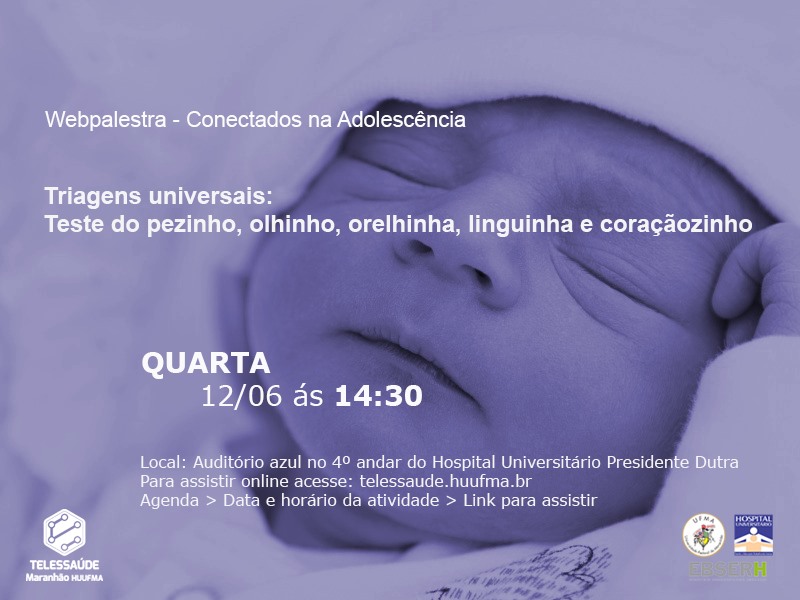 Webpalestra - Conectados na Adolescência
Triagens universais:
Teste do pezinho, olhinho, orelhinha, linguinha e coraçãozinho
QUARTA
12/06 ás 14:30
Local: Auditório azul no 4º andar do Hospital Universitário Presidente Dutra
Para assistir online acesse: telessaude.huufma.br
Agenda > Data e horário da atividade > Link para assistir
TELESSAÚDE
Maranhão HUUFMA
UFMA
HOSPITAL
UNIVERSITÁRIO
EBSERH